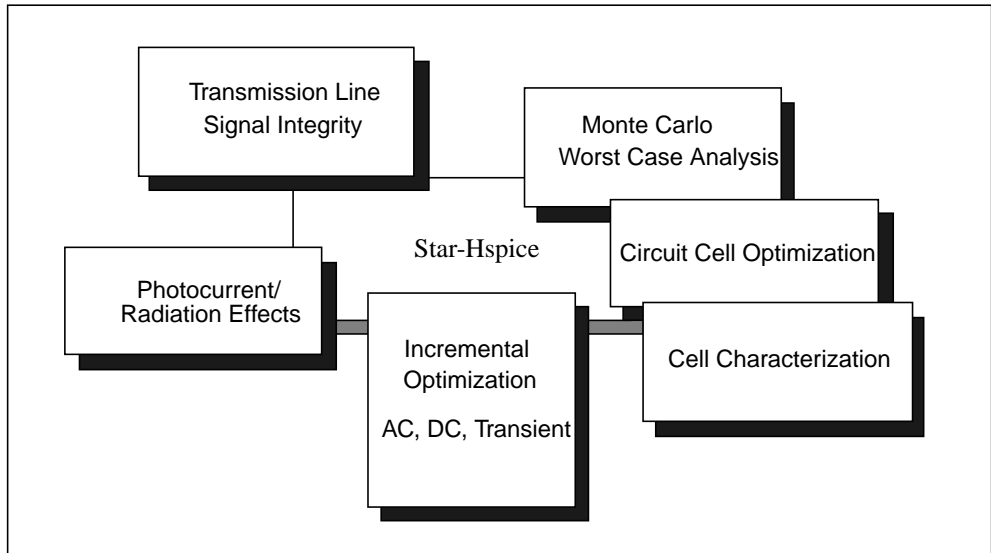 Transmission Line
Signal Integrity
Monte Carlo
Worst Case Analysis
Star-Hspice
Circuit Cell Optimization
Photocurrent/
Radiation Effects
Incremental
Optimization
AC, DC, Transient
Cell Characterization